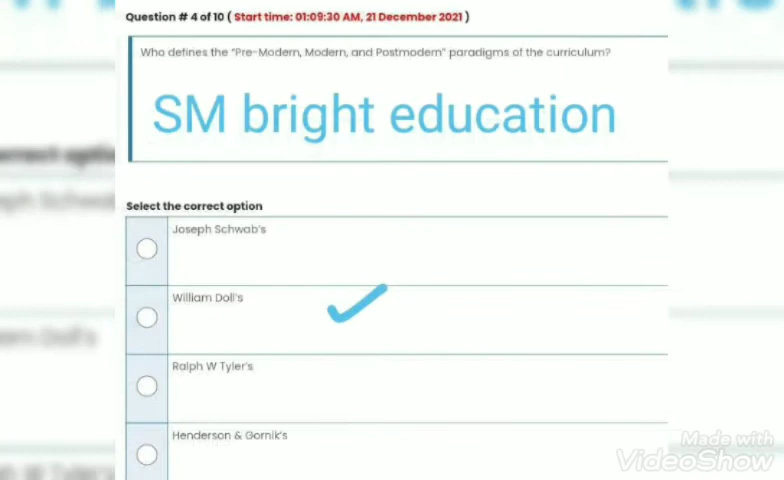 Question # 4 of 10 ( Start time: 01:09:30 AM, 21 December 2021 )
Who defines the "Pre-Modern, Modern, and Postmodern" paradigms of the curriculum?
SM bright education
Select the correct option
Joseph Schwab's
William Doll's
Ralph W Tyler's
Henderson & Gornik's
Made with
VideoShow